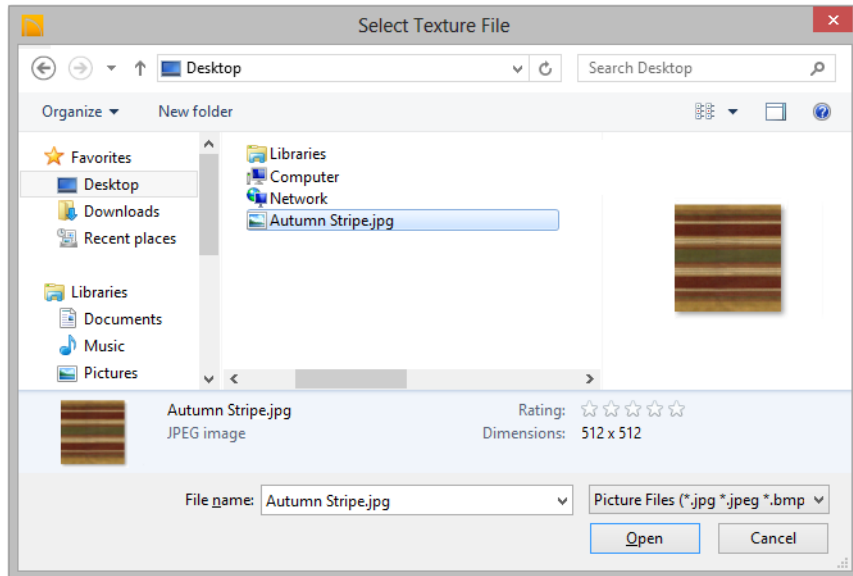 Select Texture File
Desktop
Search Desktop
Organize
New folder
Favorites
Desktop
Downloads
Recent places
Libraries
Documents
Music
Pictures
Libraries
Computer
Network
Autumn Stripe.jpg
Autumn Stripe.jpg
JPEG image
Rating:
Dimensions: 512 x 512
File name: Autumn Stripe.jpg
Picture Files (*.jpg *.jpeg *.bmp
Open
Cancel